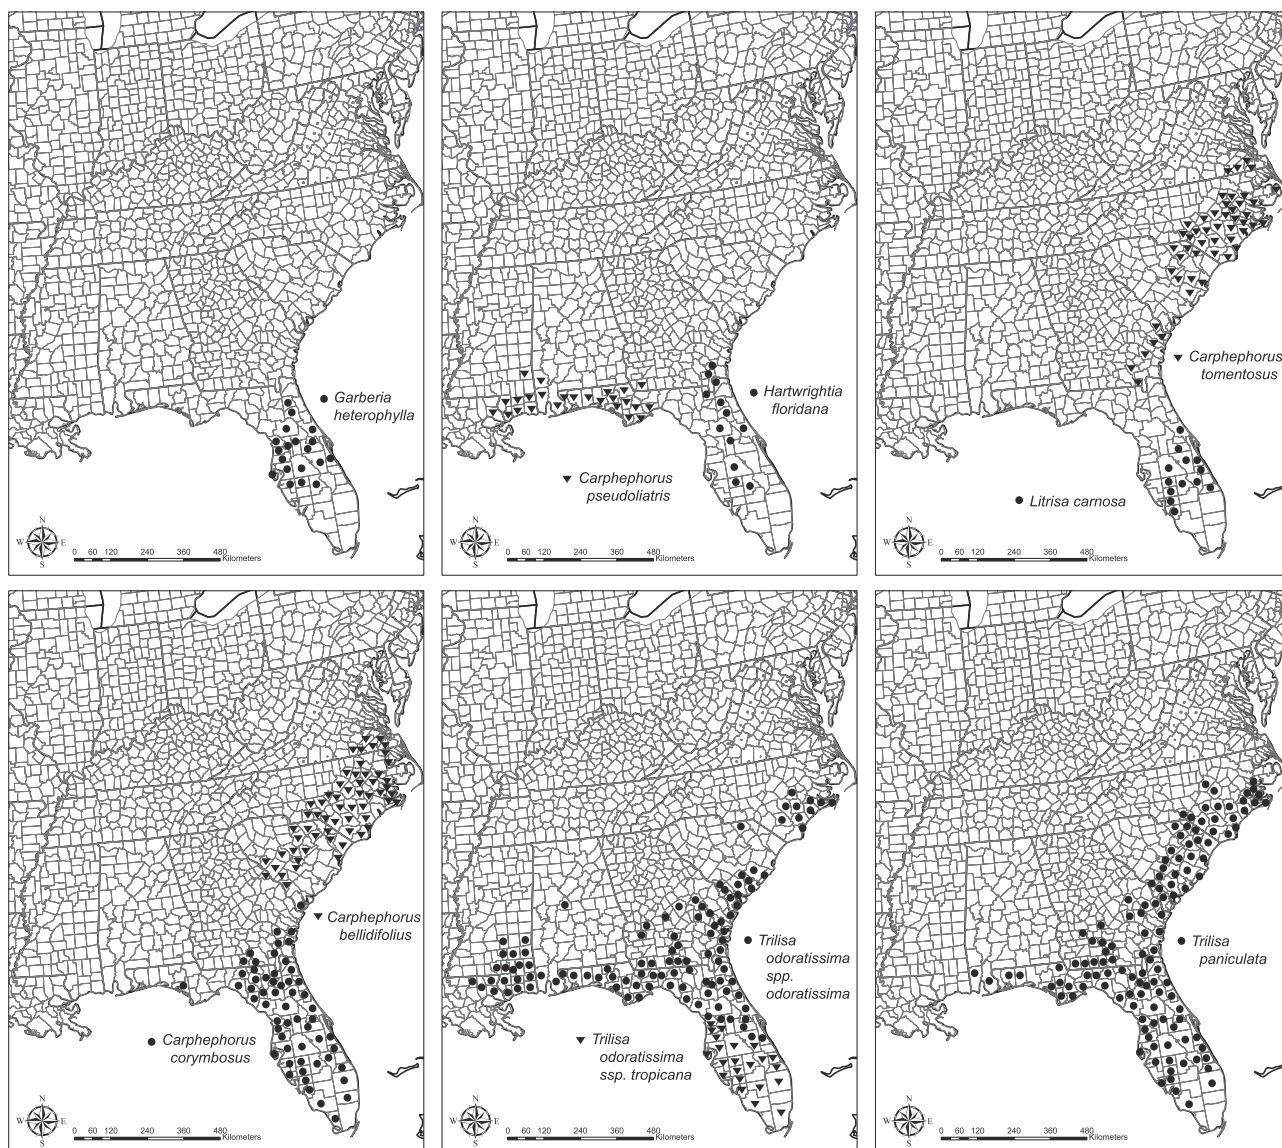 Garberia
heterophylla
N
W E
S
0 60 120 240 360 480
Kilometers
Hartwrightia
floridana
Carphephorus
pseudoliatris
N
W E
S
0 60 120 240 360 480
Kilometers
Carphephorus
tomentosus
Litrisa carnosa
N
W E
S
0 60 120 240 360 480
Kilometers
Carphephorus
bellidifolius
Carphephorus
corymbosus
N
W E
S
0 60 120 240 360 480
Kilometers
Trilisa
odoratissima
spp.
odoratissima
Trilisa
odoratissima
ssp. tropicana
N
W E
S
0 60 120 240 360 480
Kilometers
Trilisa
paniculata
N
W E
S
0 60 120 240 360 480
Kilometers